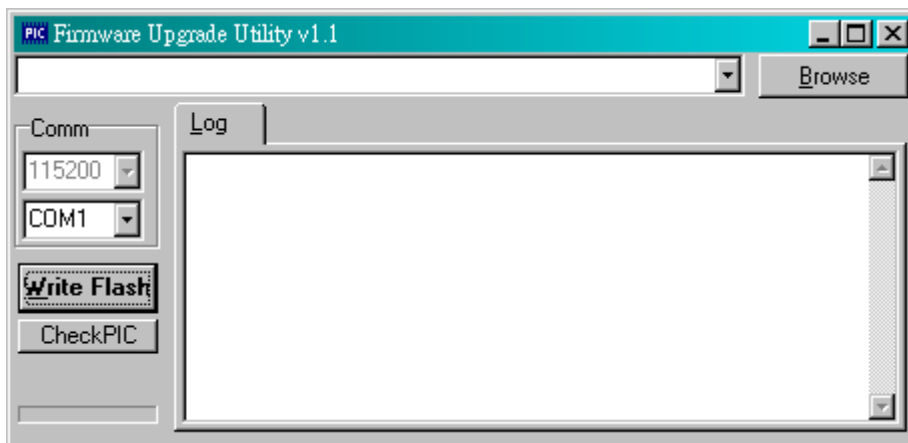 PIC Firmware Upgrade Utility v1.1
Browse
Comm
Log
115200
COM1
Write Flash
CheckPIC